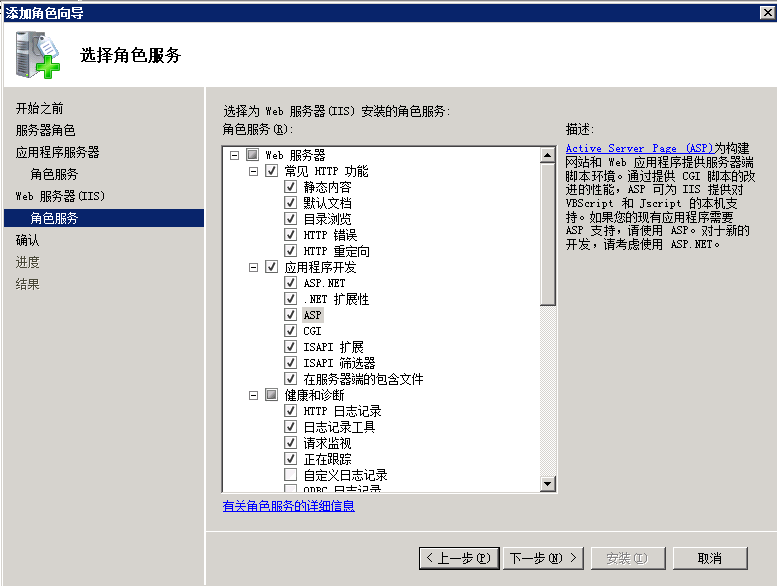 添加角色向导
选择角色服务
开始之前
服务器角色
应用程序服务器
角色服务
Web 服务器(IIS)
角色服务
确认
进度
结果
选择为 Web 服务器(IIS) 安装的角色服务:
角色服务(R):
Web 服务器
常见 HTTP 功能
静态内容
默认文档
目录浏览
HTTP 错误
HTTP 重定向
应用程序开发
ASP.NET
.NET 扩展性
ASP
CGI
ISAPI 扩展
ISAPI 筛选器
在服务器端的包含文件
健康和诊断
HTTP 日志记录
日志记录工具
请求监视
正在跟踪
自定义日志记录
ODBC 日志记录
有关角色服务的详细信息
描述:
Active Server Page (ASP)为构建
网站和 Web 应用程序提供服务器端
脚本环境。通过提供 CGI 脚本的改
进的性能，ASP 可为 IIS 提供对
VBScript 和 Jscript 的本机支
持。如果您的现有应用程序需要
ASP 支持，请使用 ASP。对于新的
开发，请考虑使用 ASP.NET。
< 上一步(P)
下一步(N) >
安装(I)
取消